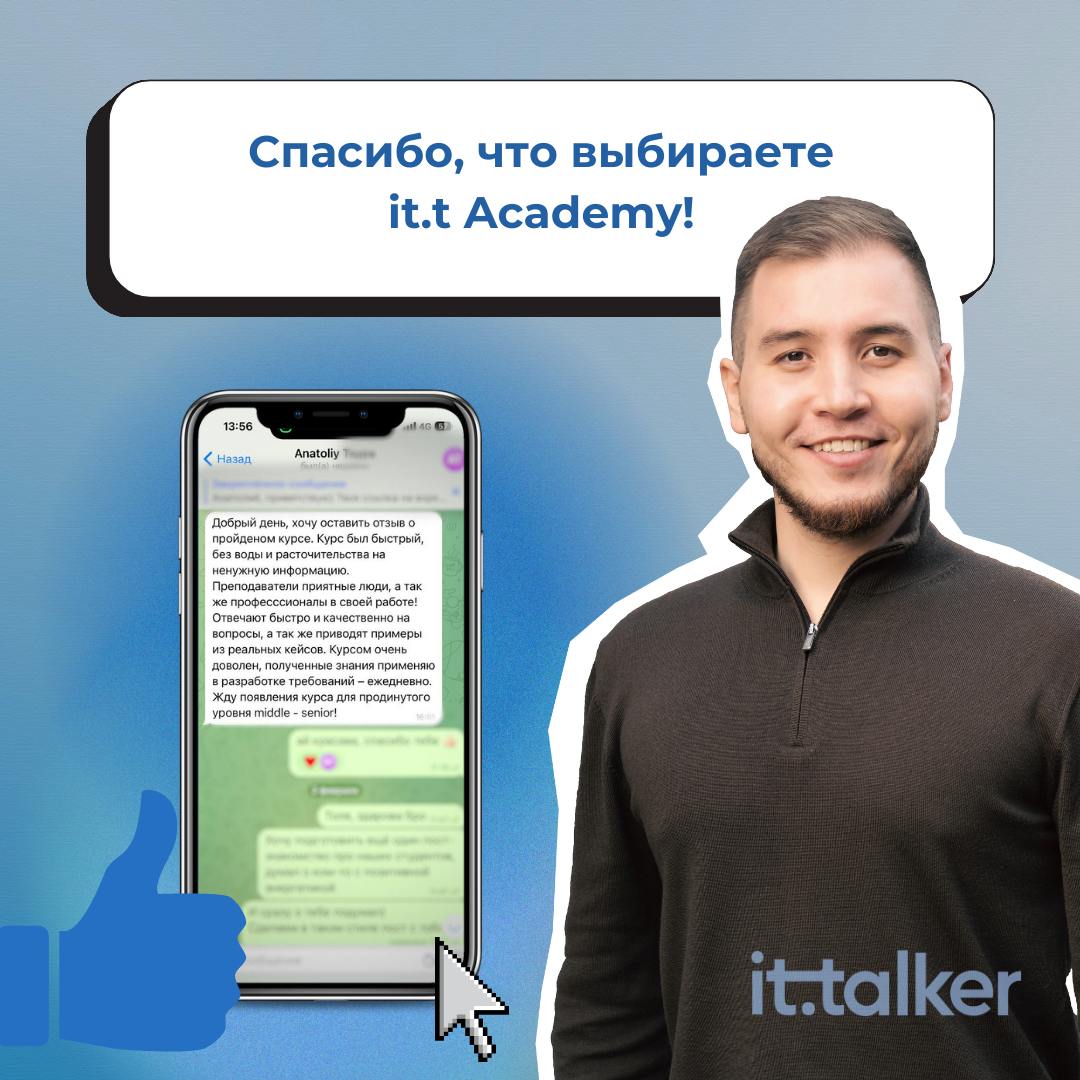 Спасибо, что выбираете
it.t Academy!
13:56
4G
Назад
Anatoliy
Добрый день, хочу оставить отзыв о
пройденом курсе. Курс был быстрый,
без воды и расточительства на
ненужную информацию.
Преподаватели приятные люди, а так
же професссионалы в своей работе!
Отвечают быстро и качественно на
вопросы, а так же приводят примеры
из реальных кейсов. Курсом очень
доволен, полученные знания применяю
в разработке требований – ежедневно.
Жду появления курса для продинутого
уровня middle - senior!
it.talker